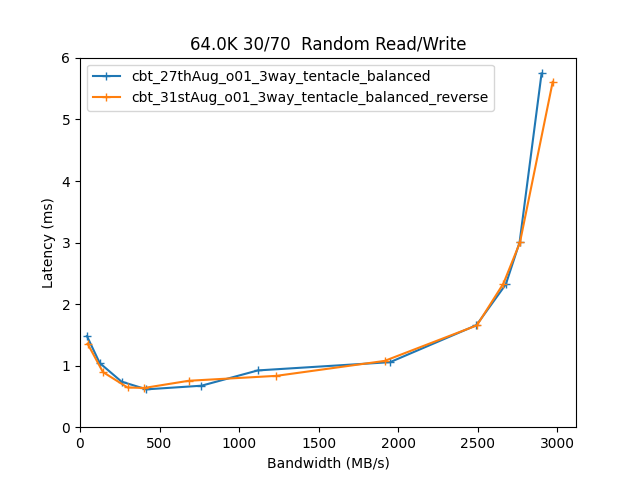 64.0K 30/70  Random Read/Write
cbt_27thAug_o01_3way_tentacle_balanced
cbt_31stAug_o01_3way_tentacle_balanced_reverse
Latency (ms)
6
5
4
3
2
1
0
0 500 1000 1500 2000 2500 3000
Bandwidth (MB/s)